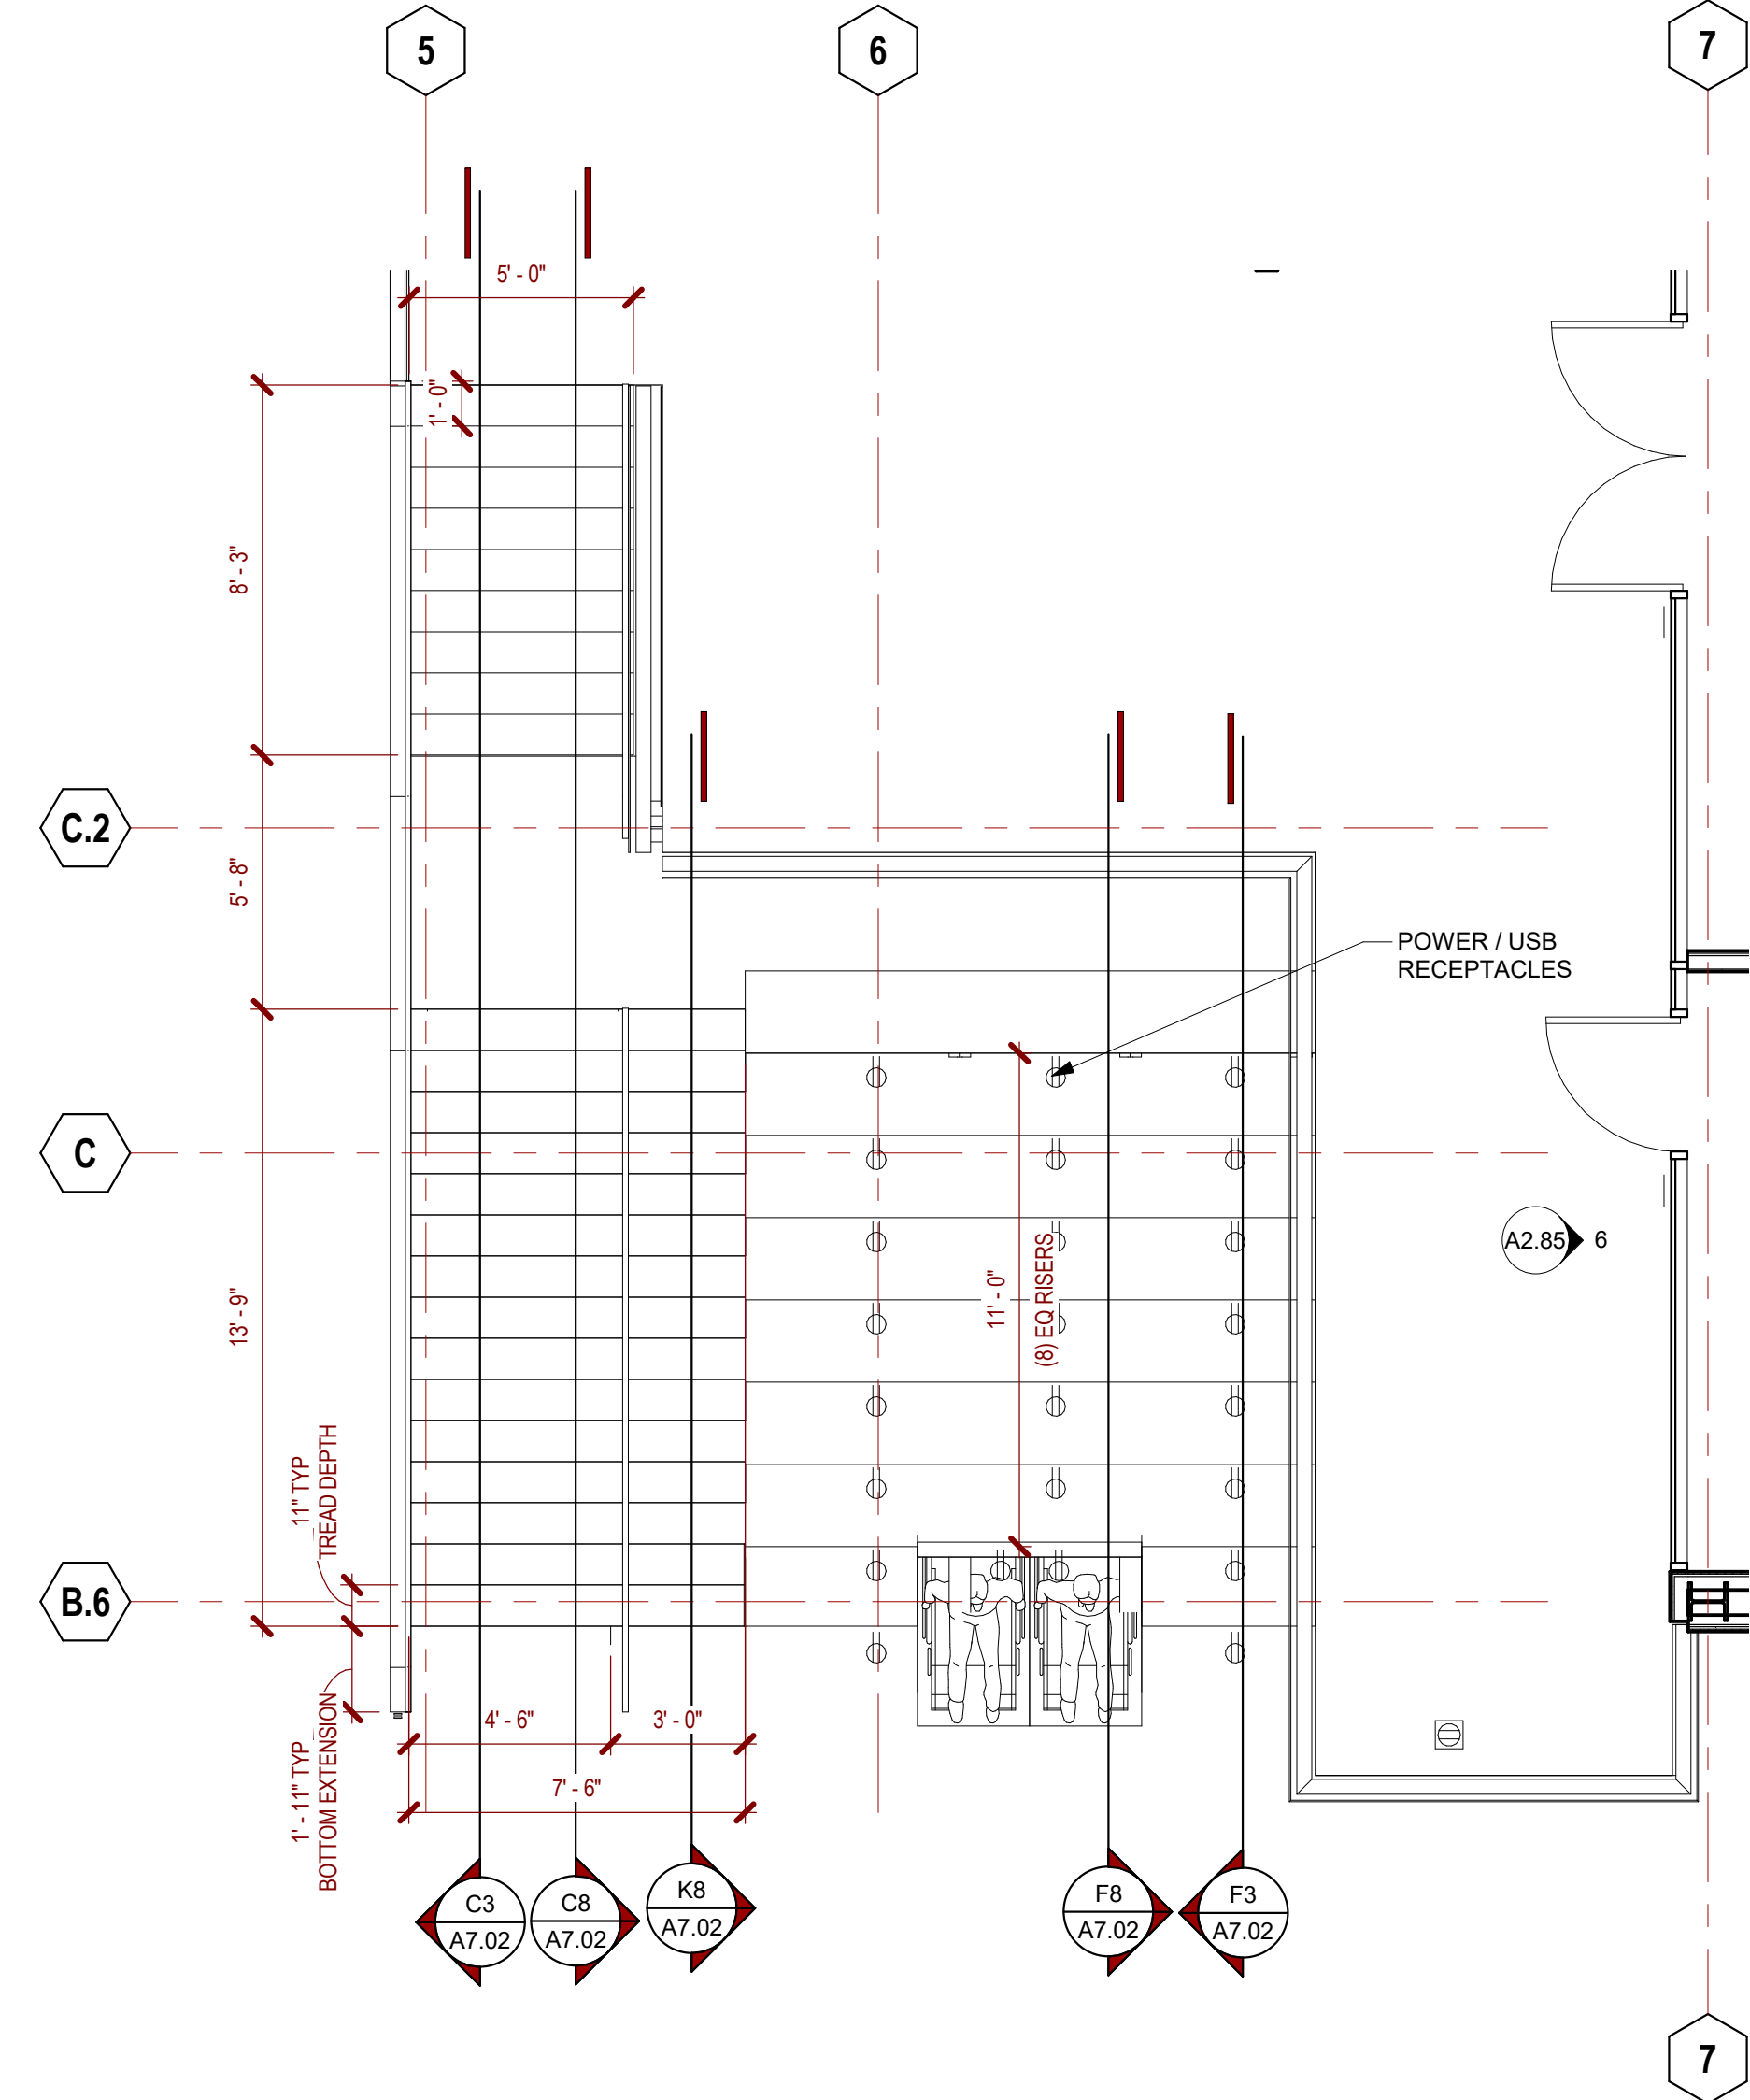 5
6
7
5' - 0"
1' - 0"
8' - 3"
C.2
5' - 8"
POWER / USB
RECEPTACLES
C
A2.85
6
11' - 0"
(8) EQ RISERS
13' - 9"
11" TYP
TREAD DEPTH
B.6
1' - 11" TYP
BOTTOM EXTENSION
4' - 6"
3' - 0"
7' - 6"
C3
A7.02
C8
A7.02
K8
A7.02
F8
A7.02
F3
A7.02
7